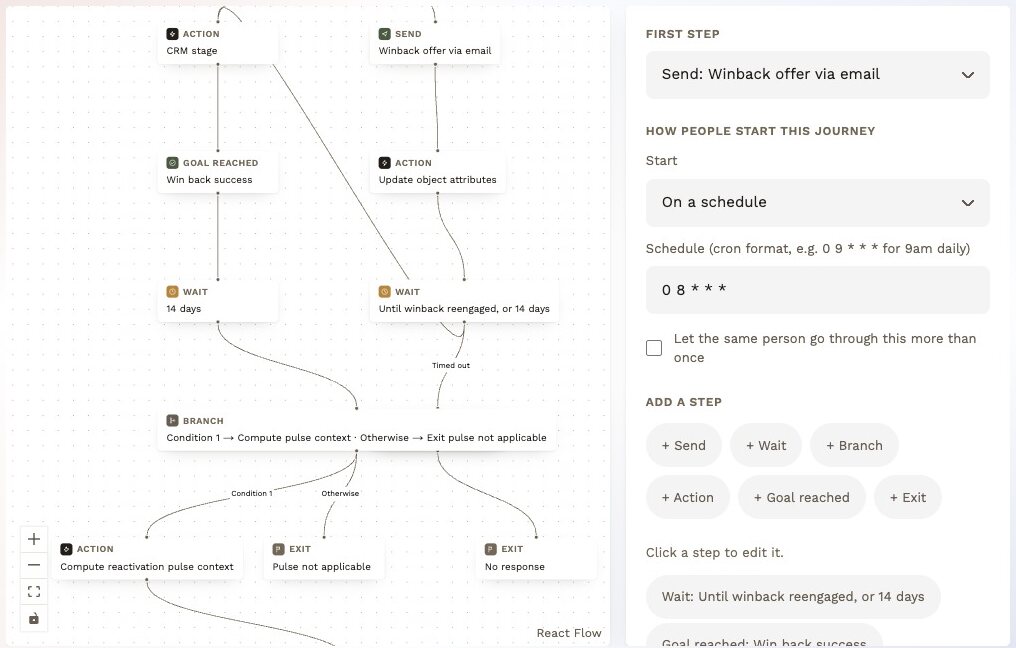 ACTION
CRM stage
SEND
Winback offer via email
GOAL REACHED
Win back success
ACTION
Update object attributes
WAIT
14 days
WAIT
Until winback reengaged, or 14 days
Timed out
BRANCH
Condition 1 → Compute pulse context · Otherwise → Exit pulse not applicable
Condition 1
Otherwise
ACTION
Compute reactivation pulse context
EXIT
Pulse not applicable
EXIT
No response
React Flow
FIRST STEP
Send: Winback offer via email
HOW PEOPLE START THIS JOURNEY
Start
On a schedule
Schedule (cron format, e.g. 0 9 * * * for 9am daily)
0 8 * * *
Let the same person go through this more than
once
ADD A STEP
+ Send
+ Wait
+ Branch
+ Action
+ Goal reached
+ Exit
Click a step to edit it.
Wait: Until winback reengaged, or 14 days
Goal reached: Win back success